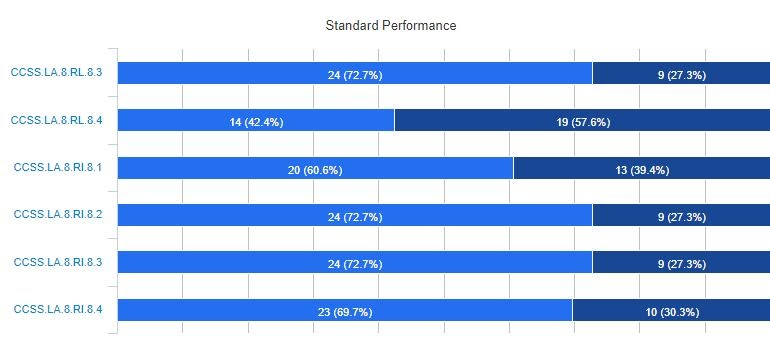 Standard Performance
CCSS.LA.8.RL.8.3 24 (72.7%) 9 (27.3%)
CCSS.LA.8.RL.8.4 14 (42.4%) 19 (57.6%)
CCSS.LA.8.RI.8.1 20 (60.6%) 13 (39.4%)
CCSS.LA.8.RI.8.2 24 (72.7%) 9 (27.3%)
CCSS.LA.8.RI.8.3 24 (72.7%) 9 (27.3%)
CCSS.LA.8.RI.8.4 23 (69.7%) 10 (30.3%)